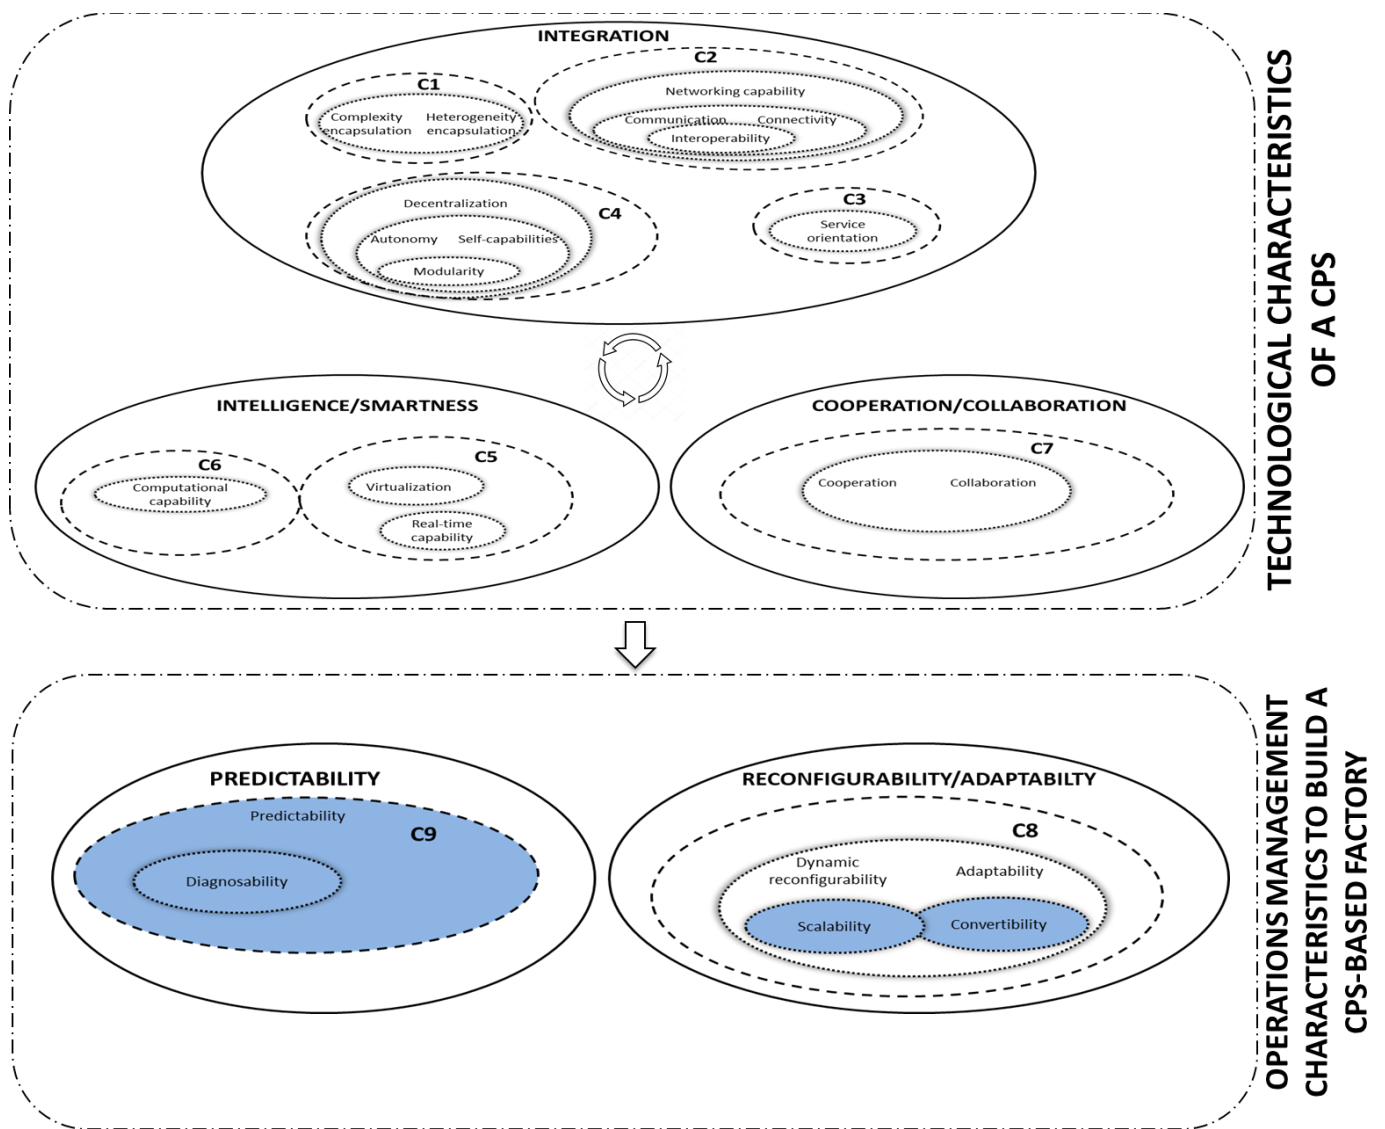 INTEGRATION
C1
Complexity encapsulation
Heterogeneity encapsulation
C2
Networking capability
Communication
Connectivity
Interoperability
Decentralization
C4
Autonomy
Self-capabilities
Modularity
C3
Service
orientation
INTELLIGENCE/SMARTNESS
C6
Computational
capability
C5
Virtualization
Real-time
capability
COOPERATION/COLLABORATION
C7
Cooperation
Collaboration
TECHNOLOGICAL CHARACTERISTICS
OF A CPS
PREDICTABILITY
Predictability
C9
Diagnosability
RECONFIGURABILITY/ADAPTABILTY
C8
Dynamic
reconfigurability
Adaptability
Scalability
Convertibility
OPERATIONS MANAGEMENT
CHARACTERISTICS TO BUILD A
CPS-BASED FACTORY